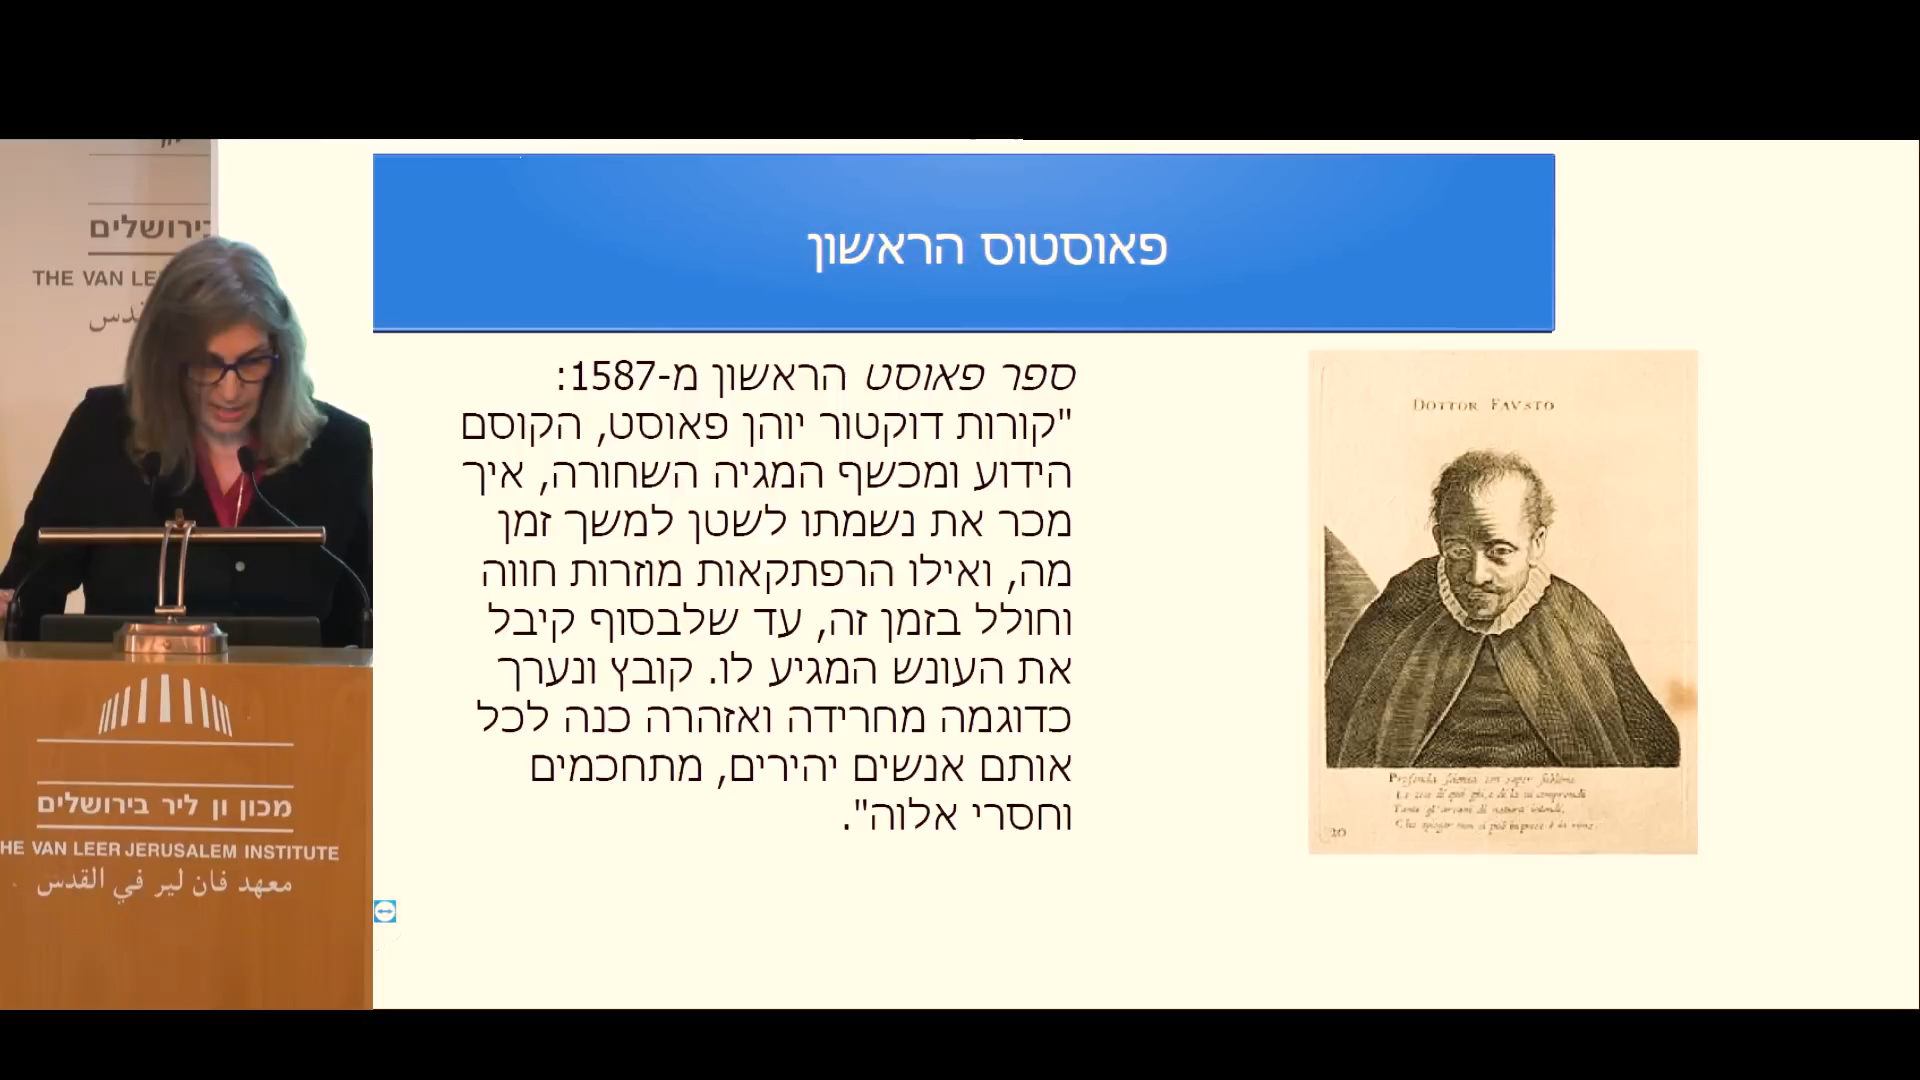 בירושלים
THE VAN LE
פאוסטוס הראשון
ספר פאוסט הראשון מ-1587:
"קורות דוקטור יוהן פאוסט, הקוסם
הידוע ומכשף המגיה השחורה, איך
מכר את נשמתו לשטן למשך זמן
מה, ואילו הרפתקאות מוזרות חווה
וחולל בזמן זה, עד שלבסוף קיבל
את העונש המגיע לו. קובץ ונערך
כדוגמה מחרידה ואזהרה כנה לכל
אותם אנשים יהירים, מתחכמים
וחסרי אלוה".
DOTTOR FAVSTO
20
מכון ון ליר בירושלים
HE VAN LEER JERUSALEM INSTITUTE
معهد فان لير في القدس